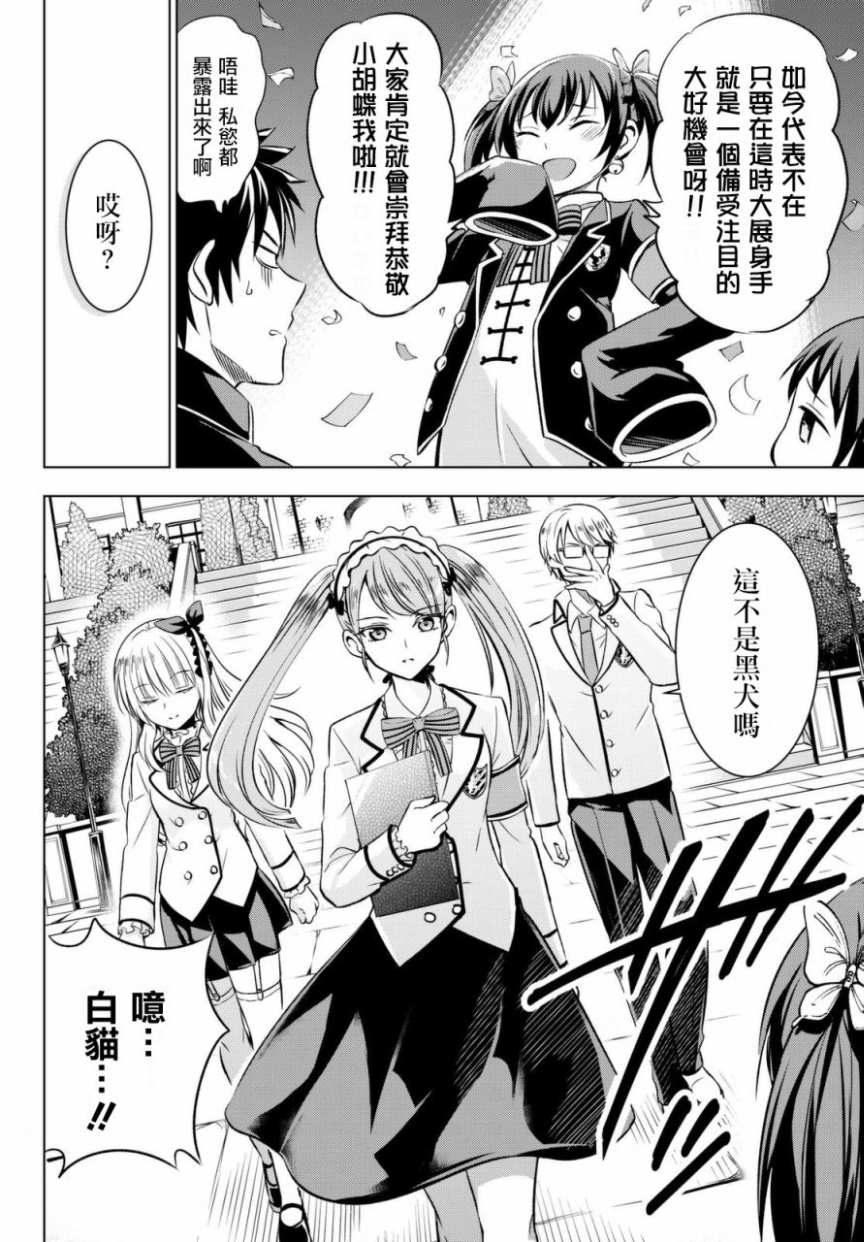 如今代表不在
只要在這時大展身手
就是一個備受注目的
大好機會呀!!
大家肯定就會崇拜恭敬
小胡蝶我啦!!!
唔哇 私慾都
暴露出來了啊
哎呀？
這不是黑犬嗎
噫…
白貓…!!